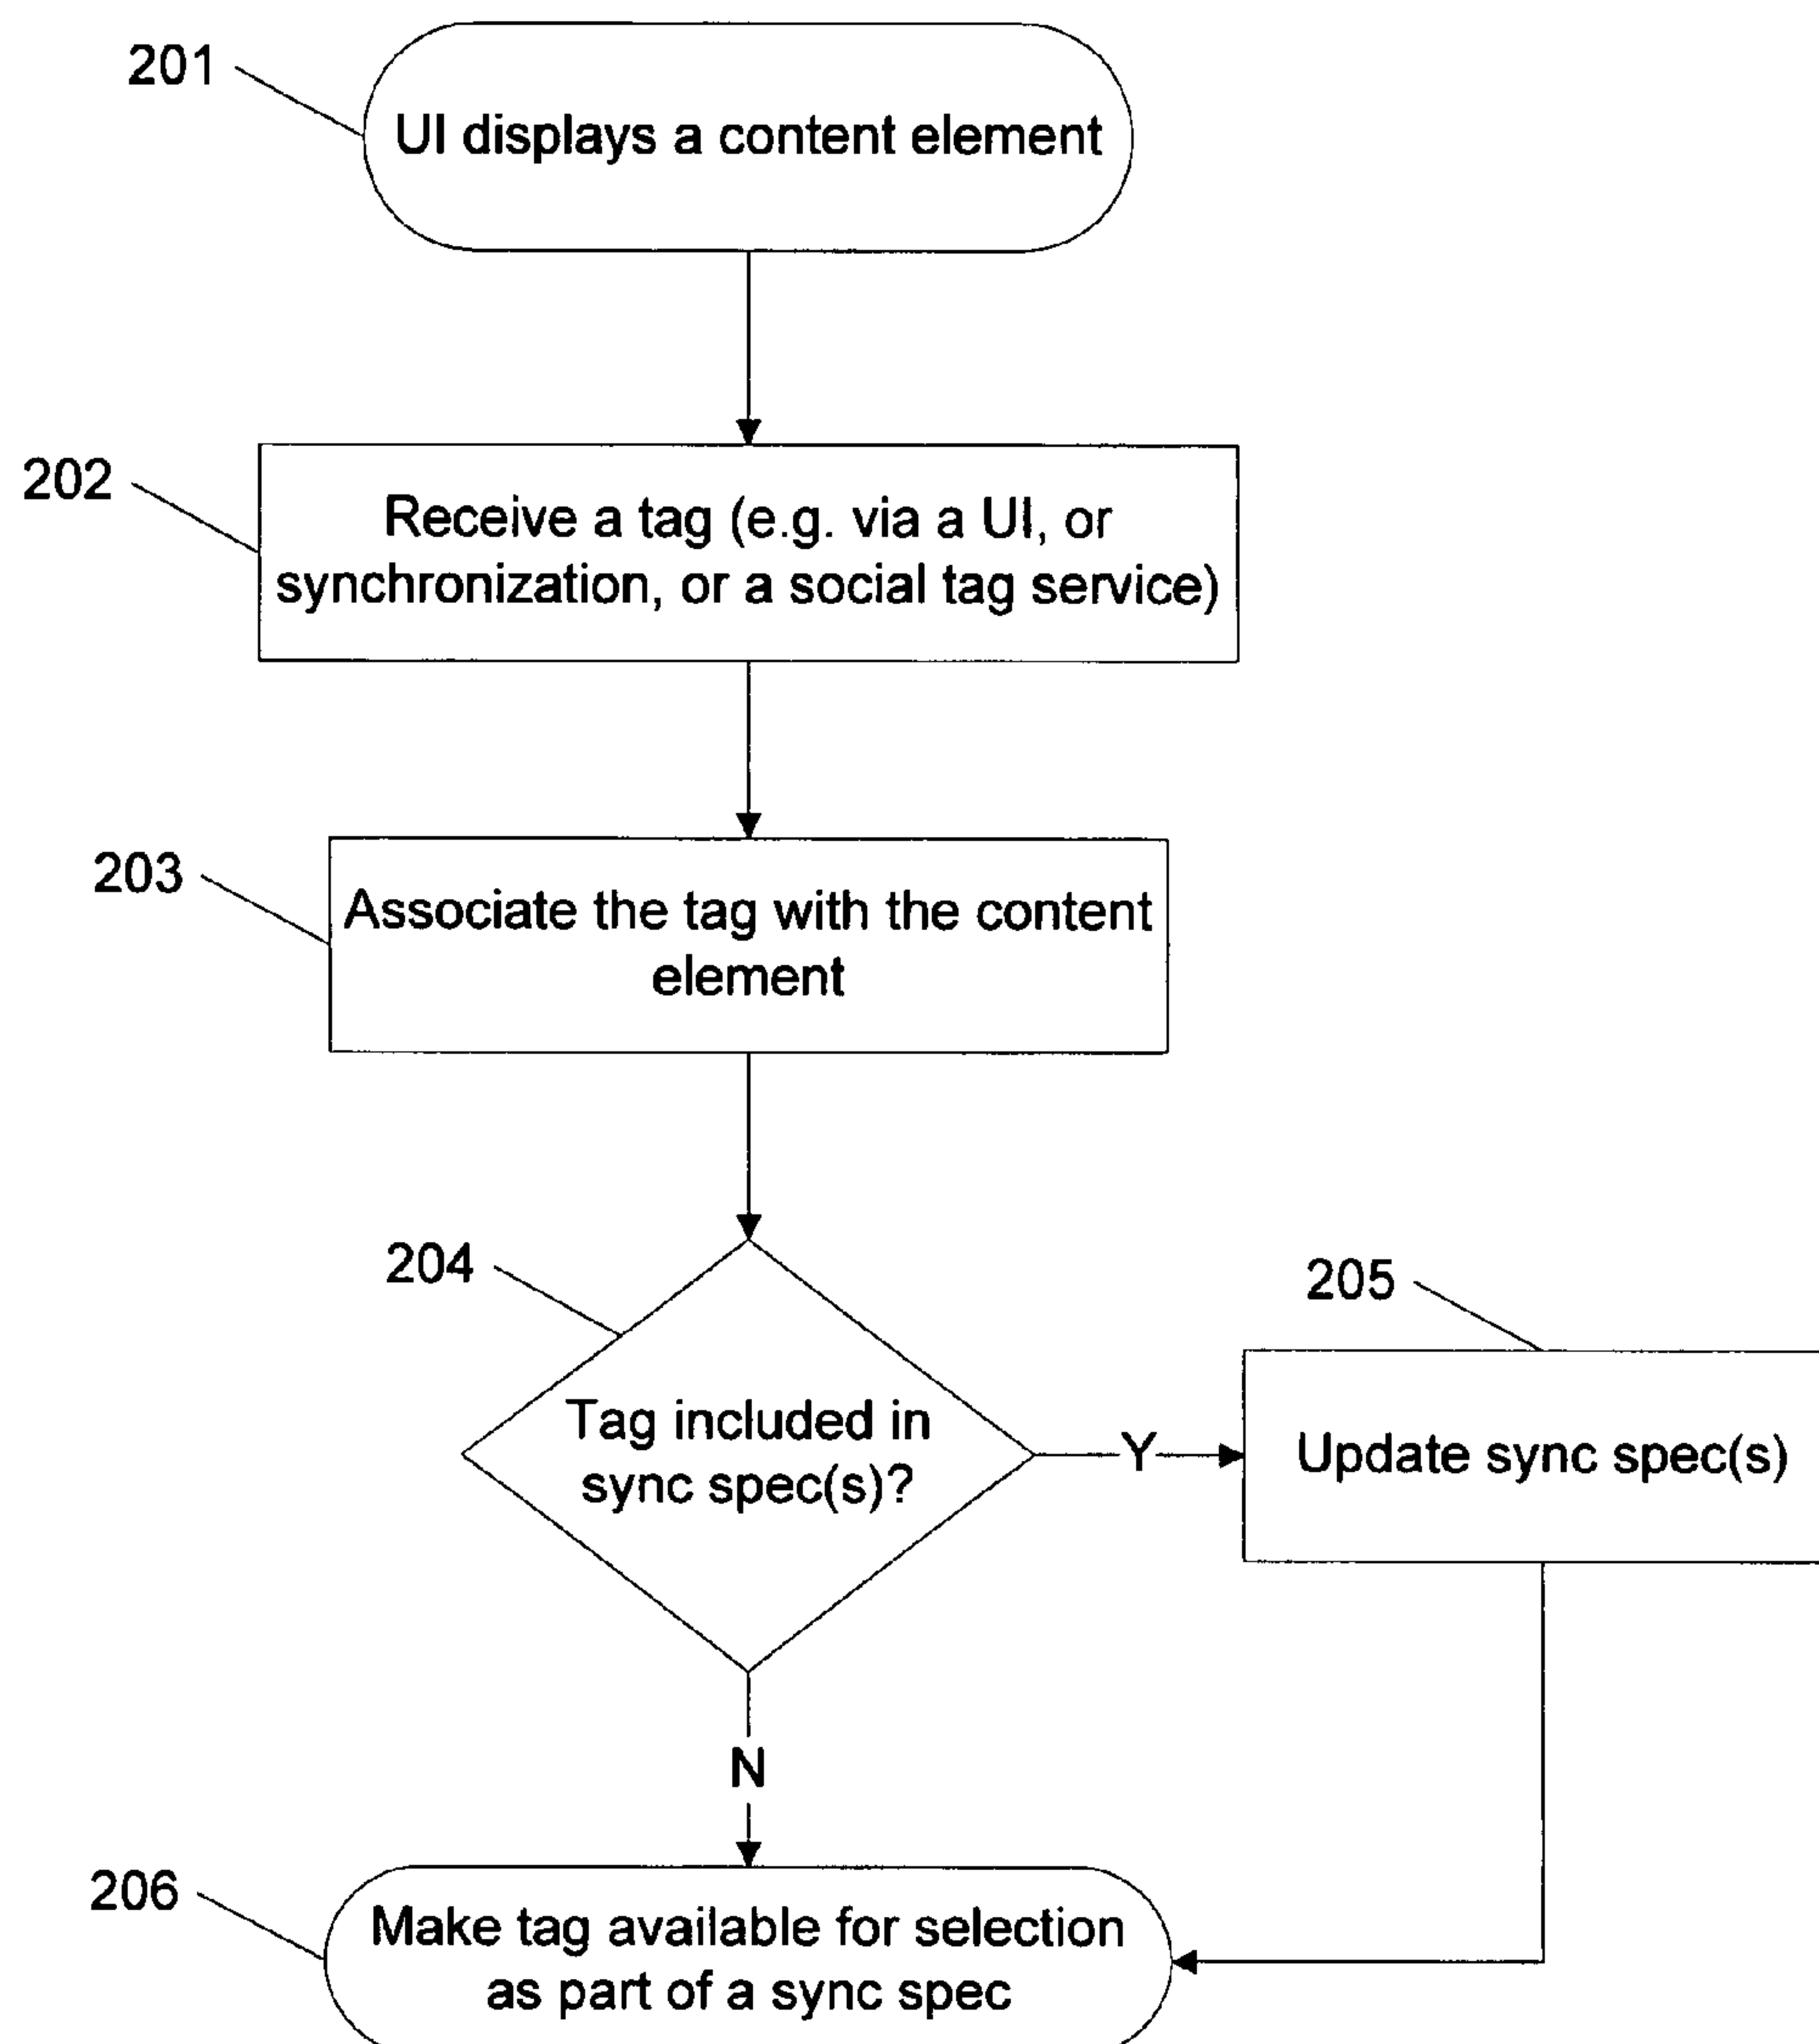 201
UI displays a content element
202
Receive a tag (e.g. via a UI, or
synchronization, or a social tag service)
203
Associate the tag with the content
element
204
Tag included in
sync spec(s)?
Y
205
Update sync spec(s)
N
206
Make tag available for selection
as part of a sync spec